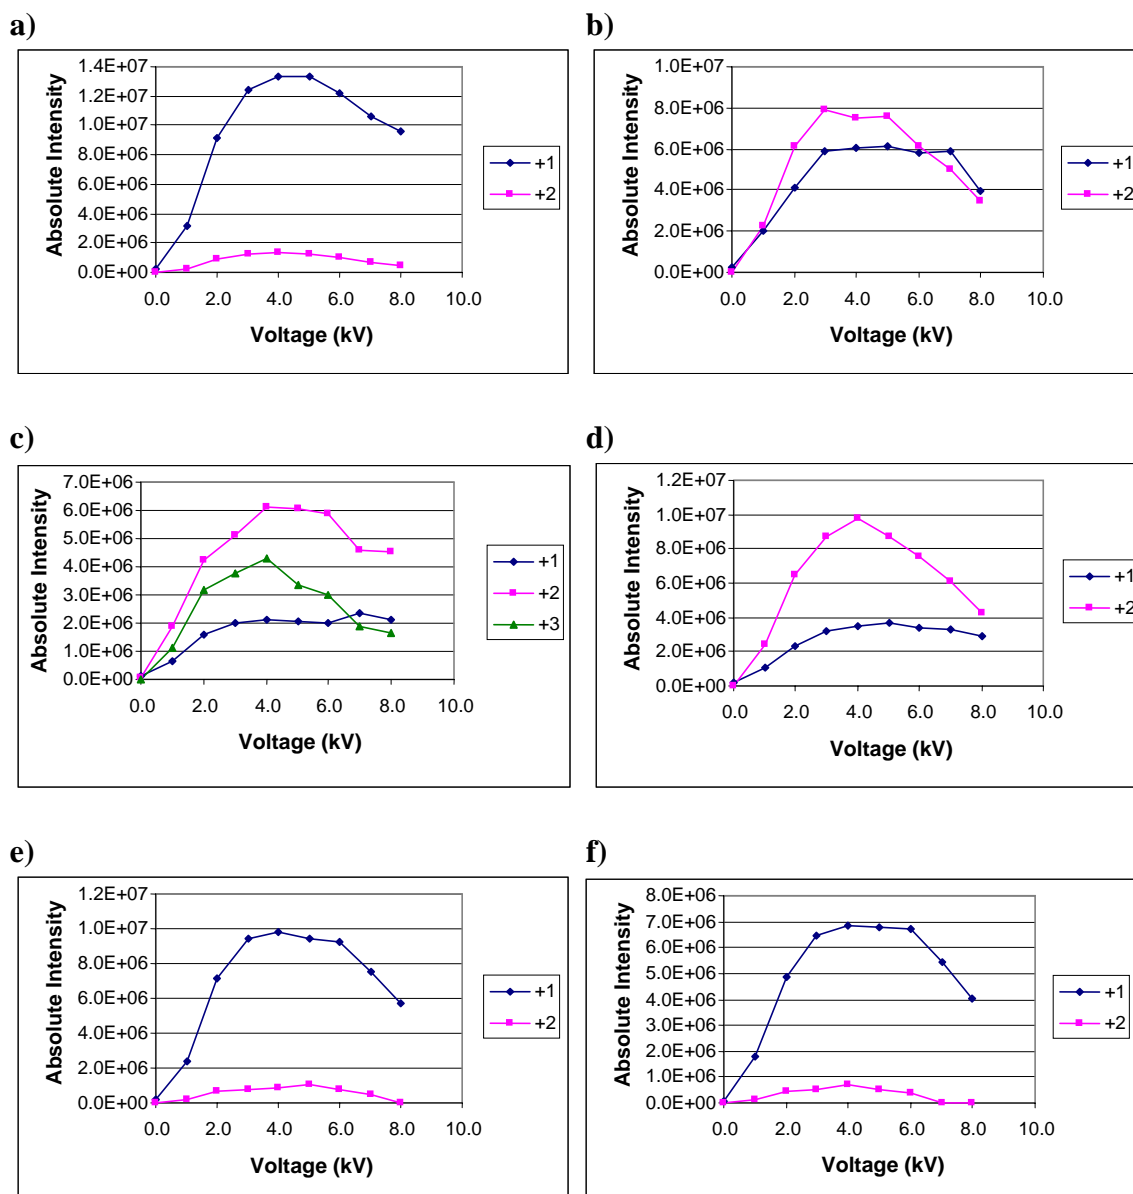 a)
Absolute Intensity
1.4E+07
1.2E+07
1.0E+07
8.0E+06
6.0E+06
4.0E+06
2.0E+06
0.0E+00
0.0 2.0 4.0 6.0 8.0 10.0
Voltage (kV)
+1
+2
b)
Absolute Intensity
1.0E+07
8.0E+06
6.0E+06
4.0E+06
2.0E+06
0.0E+00
0.0 2.0 4.0 6.0 8.0 10.0
Voltage (kV)
+1
+2
c)
Absolute Intensity
7.0E+06
6.0E+06
5.0E+06
4.0E+06
3.0E+06
2.0E+06
1.0E+06
0.0E+00
0.0 2.0 4.0 6.0 8.0 10.0
Voltage (kV)
+1
+2
+3
d)
Absolute Intensity
1.2E+07
1.0E+07
8.0E+06
6.0E+06
4.0E+06
2.0E+06
0.0E+00
0.0 2.0 4.0 6.0 8.0 10.0
Voltage (kV)
+1
+2
e)
Absolute Intensity
1.2E+07
1.0E+07
8.0E+06
6.0E+06
4.0E+06
2.0E+06
0.0E+00
0.0 2.0 4.0 6.0 8.0 10.0
Voltage (kV)
+1
+2
f)
Absolute Intensity
8.0E+06
7.0E+06
6.0E+06
5.0E+06
4.0E+06
3.0E+06
2.0E+06
1.0E+06
0.0E+00
0.0 2.0 4.0 6.0 8.0 10.0
Voltage (kV)
+1
+2